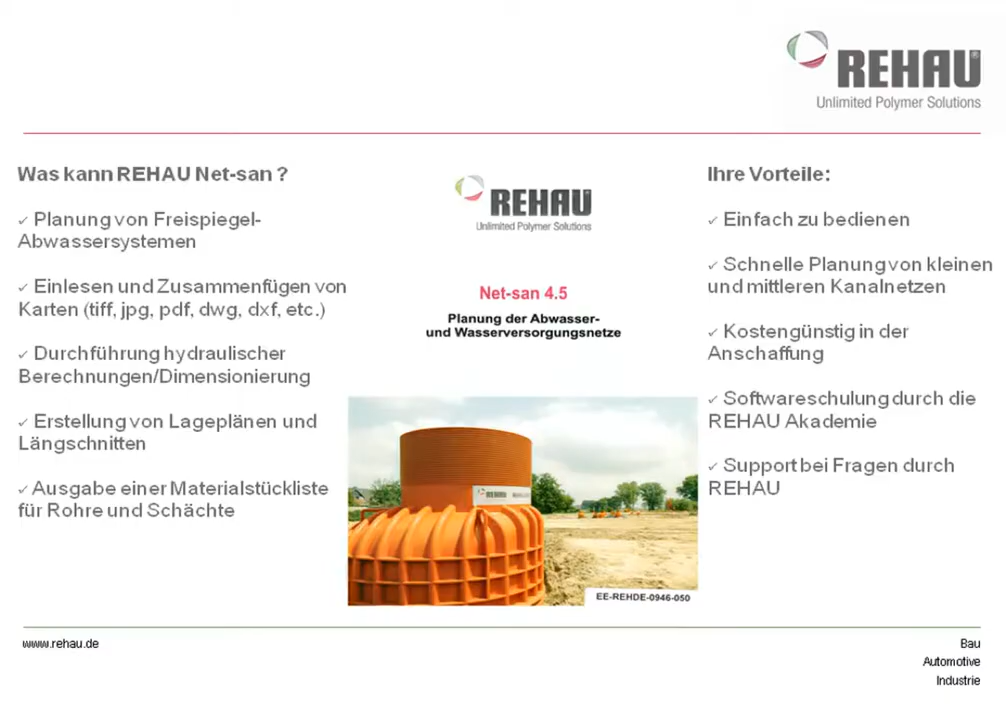 REHAU®
Unlimited Polymer Solutions
Was kann REHAU Net-san ?
✓ Planung von Freispiegel-
Abwassersystemen
✓ Einlesen und Zusammenfügen von
Karten (tiff, jpg, pdf, dwg, dxf, etc.)
✓ Durchführung hydraulischer
Berechnungen/Dimensionierung
✓ Erstellung von Lageplänen und
Längschnitten
✓ Ausgabe einer Materialstückliste
für Rohre und Schächte
REHAU
Unlimited Polymer Solutions
Net-san 4.5
Planung der Abwasser-
und Wasserversorgungsnetze
REHAU
EE-REHDE-0946-050
Ihre Vorteile:
✓ Einfach zu bedienen
✓ Schnelle Planung von kleinen
und mittleren Kanalnetzen
✓ Kostengünstig in der
Anschaffung
✓ Softwareschulung durch die
REHAU Akademie
✓ Support bei Fragen durch
REHAU
www.rehau.de
Bau
Automotive
Industrie